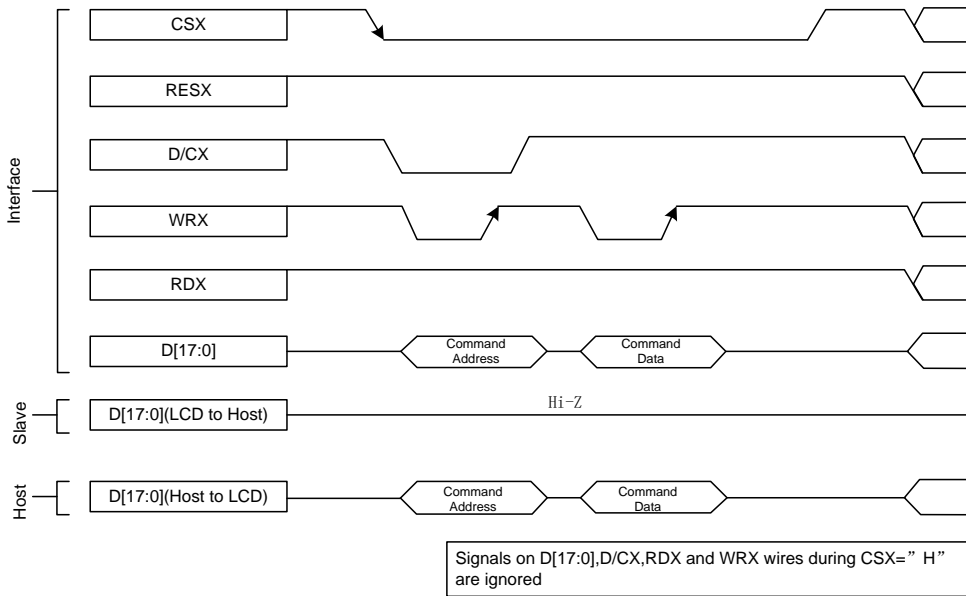 Interface
CSX
RESX
D/CX
WRX
RDX
D[17:0]
Command
Address
Command
Data
Slave
D[17:0](LCD to Host)
Hi-Z
Host
D[17:0](Host to LCD)
Command
Address
Command
Data
Signals on D[17:0],D/CX,RDX and WRX wires during CSX=” H”
are ignored